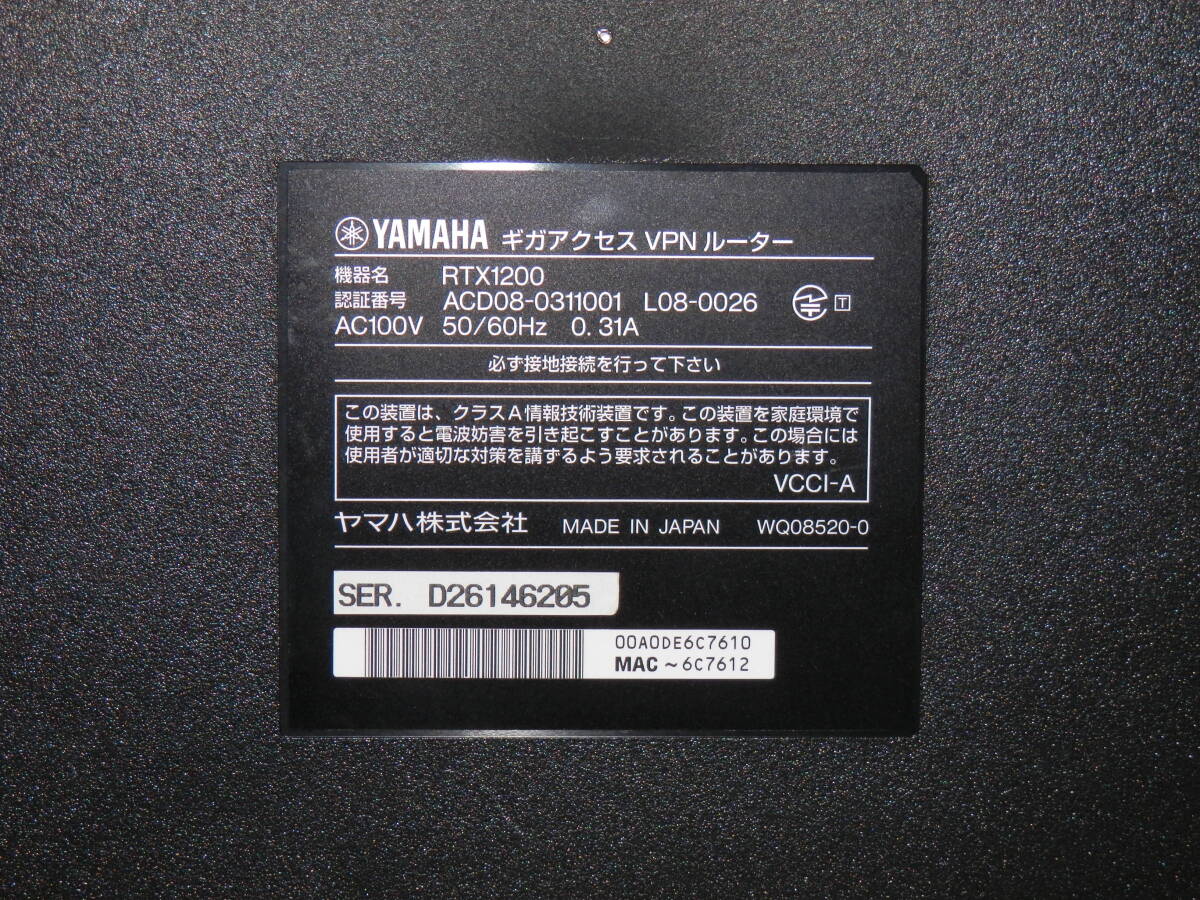 YAMAHA ギガアクセス VPN ルーター
機器名 RTX1200
認証番号 ACD08-0311001 L08-0026 T
AC100V 50/60Hz 0.31A
必ず接地接続を行って下さい
この装置は、クラスA情報技術装置です。この装置を家庭環境で
使用すると電波妨害を引き起こすことがあります。この場合には
使用者が適切な対策を講ずるよう要求されることがあります。
VCCI-A
ヤマハ株式会社 MADE IN JAPAN WQ08520-0
SER. D26146205
00A0DE6C7610
MAC ~6C7612